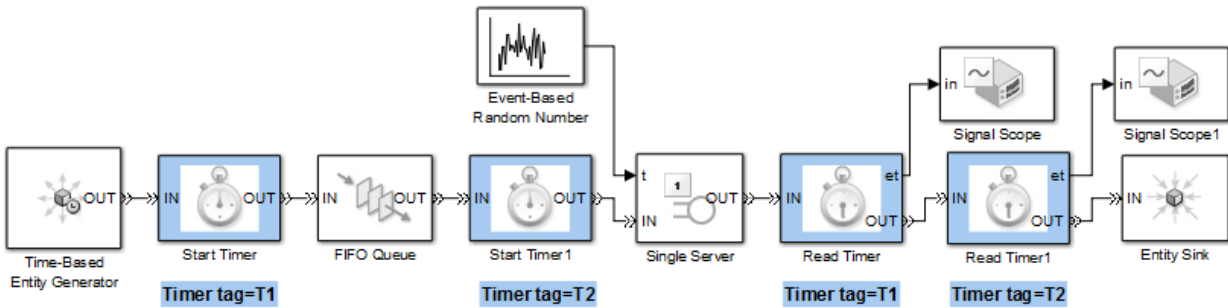 Event-Based
Random Number
in
Signal Scope
in
Signal Scope1
OUT
Time-Based
Entity Generator
IN
OUT
Start Timer
IN
OUT
FIFO Queue
IN
OUT
Start Timer1
t
IN
1
OUT
Single Server
IN
et
OUT
Read Timer
IN
et
OUT
Read Timer1
IN
Entity Sink
Timer tag=T1
Timer tag=T2
Timer tag=T1
Timer tag=T2